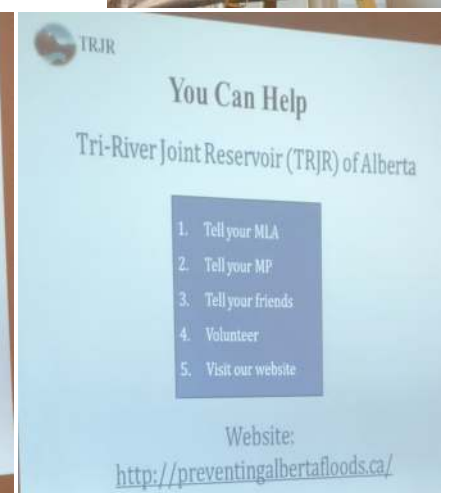 TRJR
You Can Help
Tri-River Joint Reservoir (TRJR) of Alberta
1. Tell your MLA
2. Tell your MP
3. Tell your friends
4. Volunteer
5. Visit our website
Website:
http://preventingalbertafloods.ca/